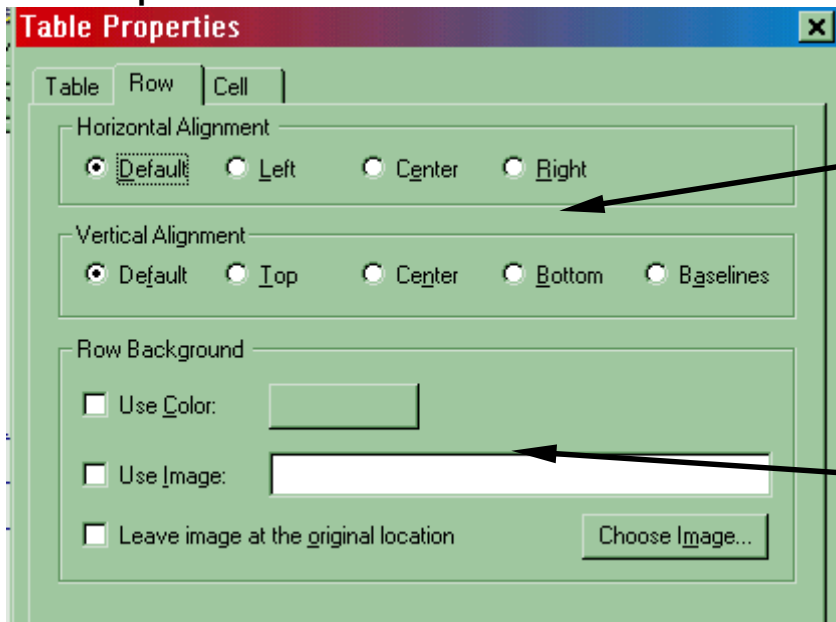 Table Properties
Table Row Cell
Horizontal Alignment
Default Left Center Right
Vertical Alignment
Default Top Center Bottom Baselines
Row Background
Use Color:
Use Image:
Leave image at the original location Choose Image...